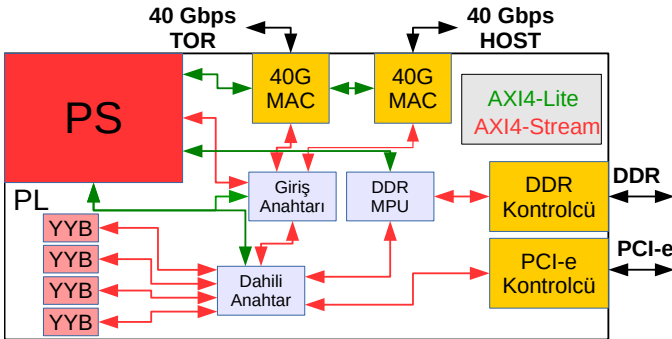 40 Gbps
TOR
40 Gbps
HOST
PS
40G
MAC
40G
MAC
AXI4-Lite
AXI4-Stream
PL
Giriş
Anahtarı
DDR
MPU
DDR
Kontrolcü
DDR
YYB
YYB
YYB
YYB
Dahili
Anahtar
PCI-e
Kontrolcü
PCI-e